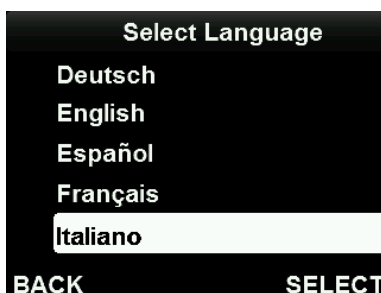 Select Language
Deutsch
English
Español
Français
Italiano
BACK SELECT